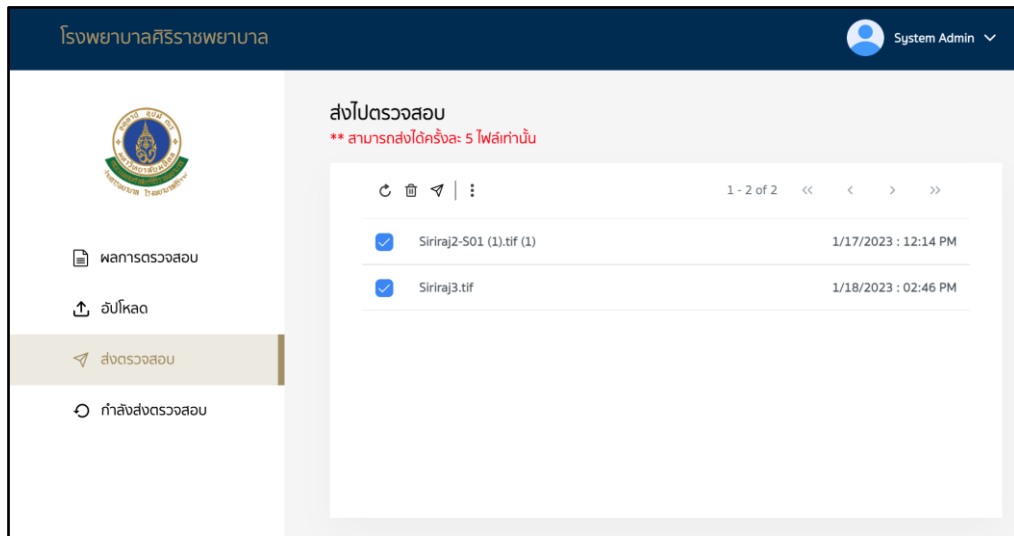 โรงพยาบาลศิริราชพยาบาล
System Admin
ส่งไปตรวจสอบ
** สามารถส่งได้ครั้งละ 5 ไฟล์เท่านั้น
1 - 2 of 2 << < > >>
Siriraj2-S01 (1).tif (1) 1/17/2023 : 12:14 PM
Siriraj3.tif 1/18/2023 : 02:46 PM
ผลการตรวจสอบ
อัปโหลด
ส่งตรวจสอบ
กำลังส่งตรวจสอบ